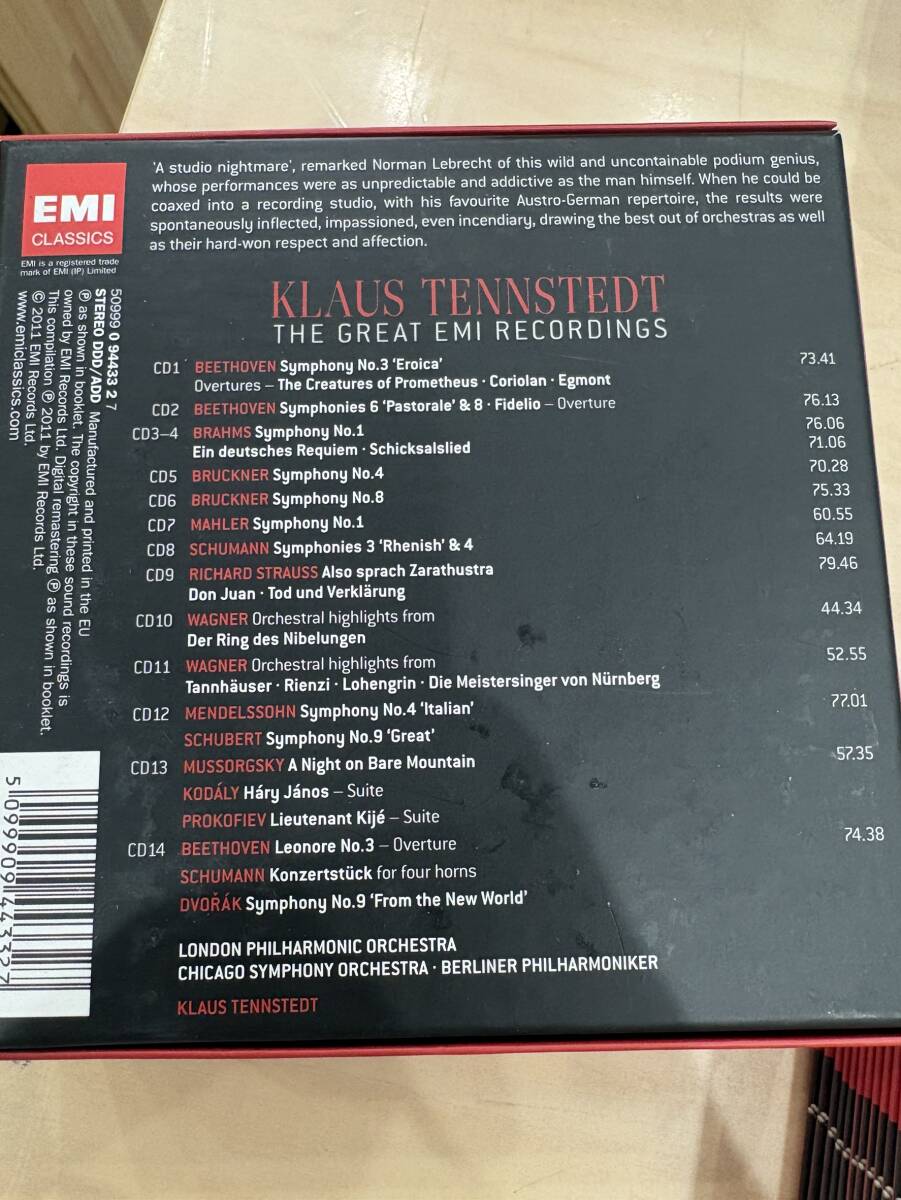 'A studio nightmare', remarked Norman Lebrecht of this wild and uncontainable podium genius,
whose performances were as unpredictable and addictive as the man himself. When he could be
coaxed into a recording studio, with his favourite Austro-German repertoire, the results were
spontaneously inflected, impassioned, even incendiary, drawing the best out of orchestras as well
as their hard-won respect and affection.
EMI
CLASSICS
EMI is a registered trade
mark of EMI (IP) Limited
KLAUS TENNSTEDT
THE GREAT EMI RECORDINGS
CD1 BEETHOVEN Symphony No.3 'Eroica' 73.41
Overtures – The Creatures of Prometheus · Coriolan · Egmont
CD2 BEETHOVEN Symphonies 6 'Pastorale' & 8 · Fidelio – Overture 76.13
CD3–4 BRAHMS Symphony No.1 76.06
Ein deutsches Requiem · Schicksalslied 71.06
CD5 BRUCKNER Symphony No.4 70.28
CD6 BRUCKNER Symphony No.8 75.33
CD7 MAHLER Symphony No.1 60.55
CD8 SCHUMANN Symphonies 3 'Rhenish' & 4 64.19
CD9 RICHARD STRAUSS Also sprach Zarathustra 79.46
Don Juan · Tod und Verklärung
CD10 WAGNER Orchestral highlights from 44.34
Der Ring des Nibelungen
CD11 WAGNER Orchestral highlights from 52.55
Tannhäuser · Rienzi · Lohengrin · Die Meistersinger von Nürnberg
CD12 MENDELSSOHN Symphony No.4 'Italian' 77.01
SCHUBERT Symphony No.9 'Great'
CD13 MUSSORGSKY A Night on Bare Mountain 57.35
KODÁLY Háry János – Suite
PROKOFIEV Lieutenant Kijé – Suite
CD14 BEETHOVEN Leonore No.3 – Overture 74.38
SCHUMANN Konzertstück for four horns
DVOŘÁK Symphony No.9 'From the New World'
LONDON PHILHARMONIC ORCHESTRA
CHICAGO SYMPHONY ORCHESTRA · BERLINER PHILHARMONIKER
KLAUS TENNSTEDT
50999 0 94433 2 7
STEREO DDD/ADD Manufactured and printed in the EU
℗ as shown in booklet. The copyright in these sound recordings is
owned by EMI Records Ltd. Digital remastering ℗ as shown in booklet.
This compilation ℗ 2011 by EMI Records Ltd.
© 2011 EMI Records Ltd.
www.emiclassics.com
5 099909 443327